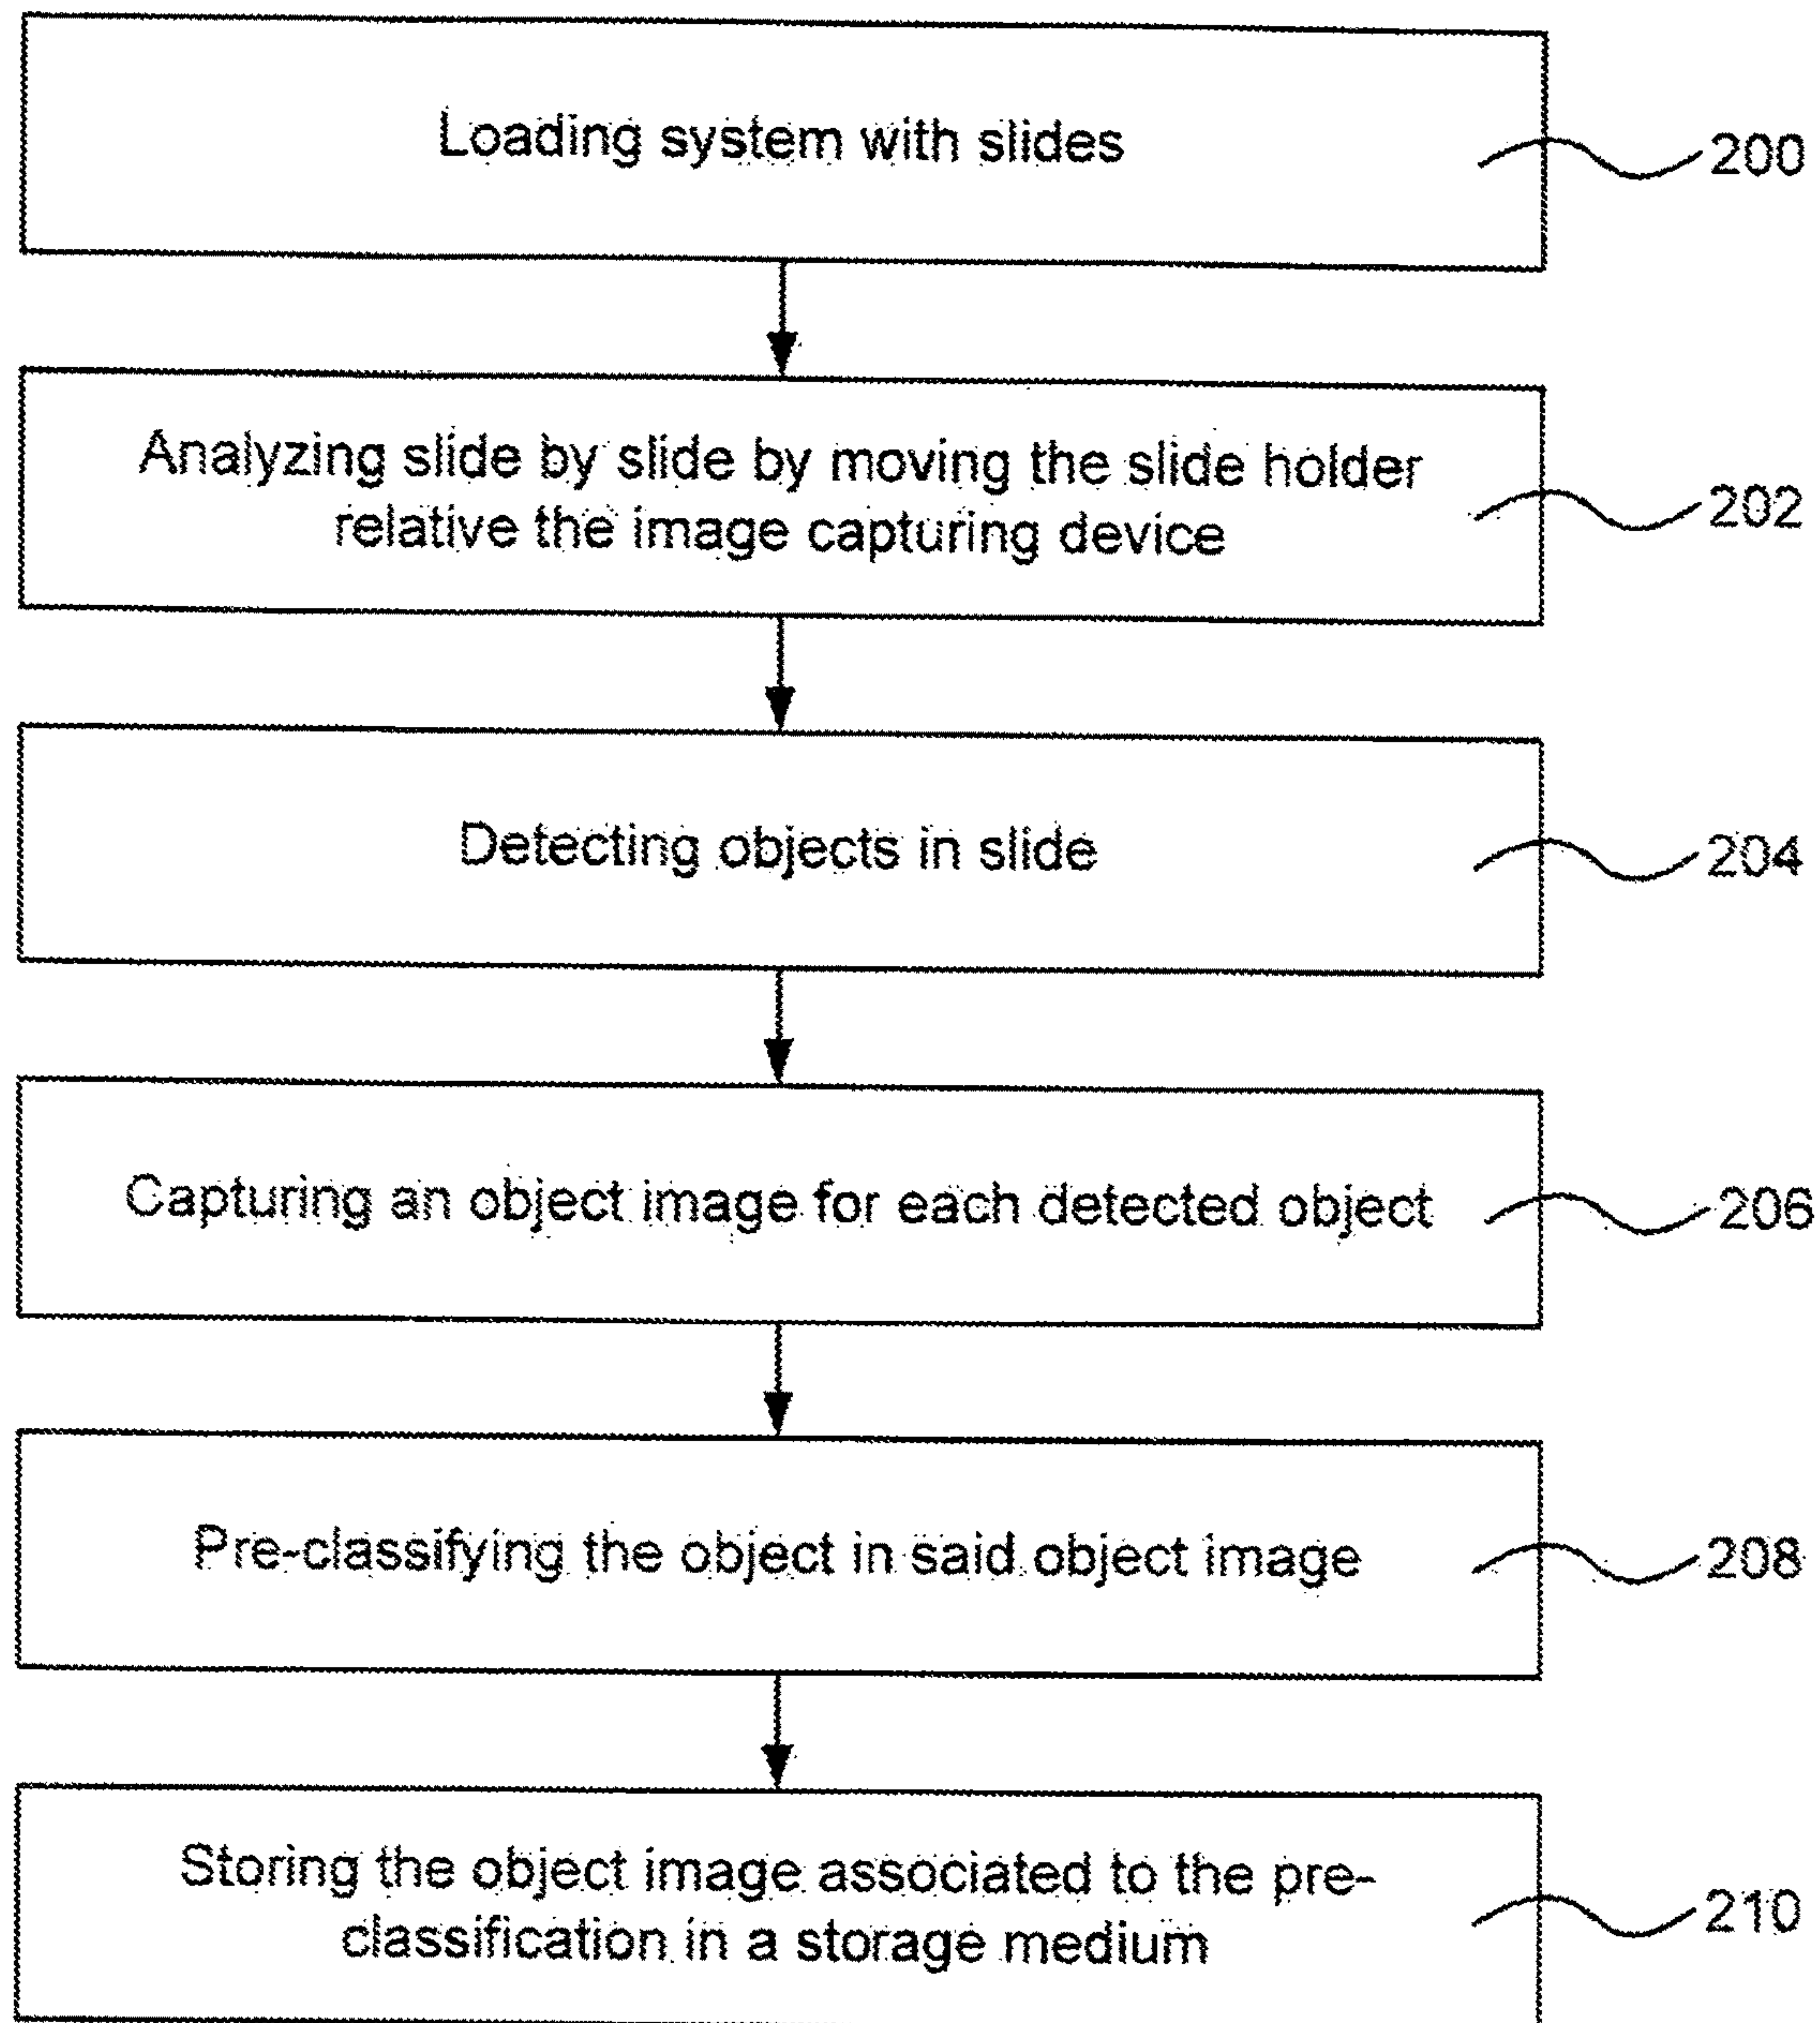 Loading system with slides
200
Analyzing slide by slide by moving the slide holder
relative the image capturing device
202
Detecting objects in slide
204
Capturing an object image for each detected object
206
Pre-classifying the object in said object image
208
Storing the object image associated to the pre-
classification in a storage medium
210